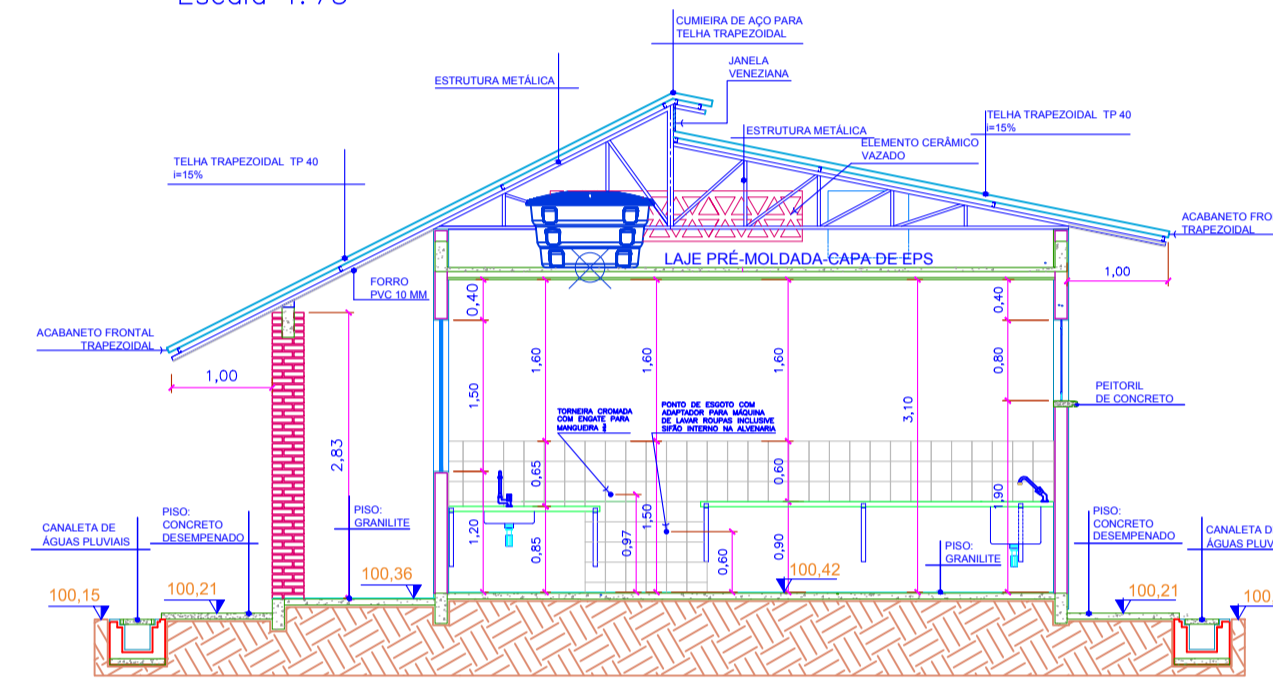 Escala 1:75
CUMIEIRA DE AÇO PARA
TELHA TRAPEZOIDAL
JANELA
VENEZIANA
ESTRUTURA METÁLICA
TELHA TRAPEZOIDAL TP 40
i=15%
ESTRUTURA METÁLICA
ELEMENTO CERÂMICO
VAZADO
TELHA TRAPEZOIDAL TP 40
i=15%
ACABANETO FRO
TRAPEZOIDAL
LAJE PRÉ-MOLDADA-CAPA DE EPS
1,00
FORRO
PVC 10 MM
0,40
0,40
ACABANETO FRONTAL
TRAPEZOIDAL
1,60
1,60
1,60
0,80
1,00
1,50
3,10
PEITORIL
DE CONCRETO
TORNEIRA CROMADA
COM ENGATE PARA
MANGUEIRA
PONTO DE ESGOTO COM
ADAPTADOR PARA MÁQUINA
DE LAVAR ROUPAS INCLUSIVE
SIFÃO INTERNO NA ALVENARIA
2,83
0,65
0,60
1,90
1,50
1,20
0,85
0,97
0,60
0,90
CANALETA DE
ÁGUAS PLUVIAIS
PISO:
CONCRETO
DESEMPENADO
PISO:
GRANILITE
PISO:
GRANILITE
PISO:
CONCRETO
DESEMPENADO
CANALETA D
ÁGUAS PLUV
100,15
100,21
100,36
100,42
100,21
100,